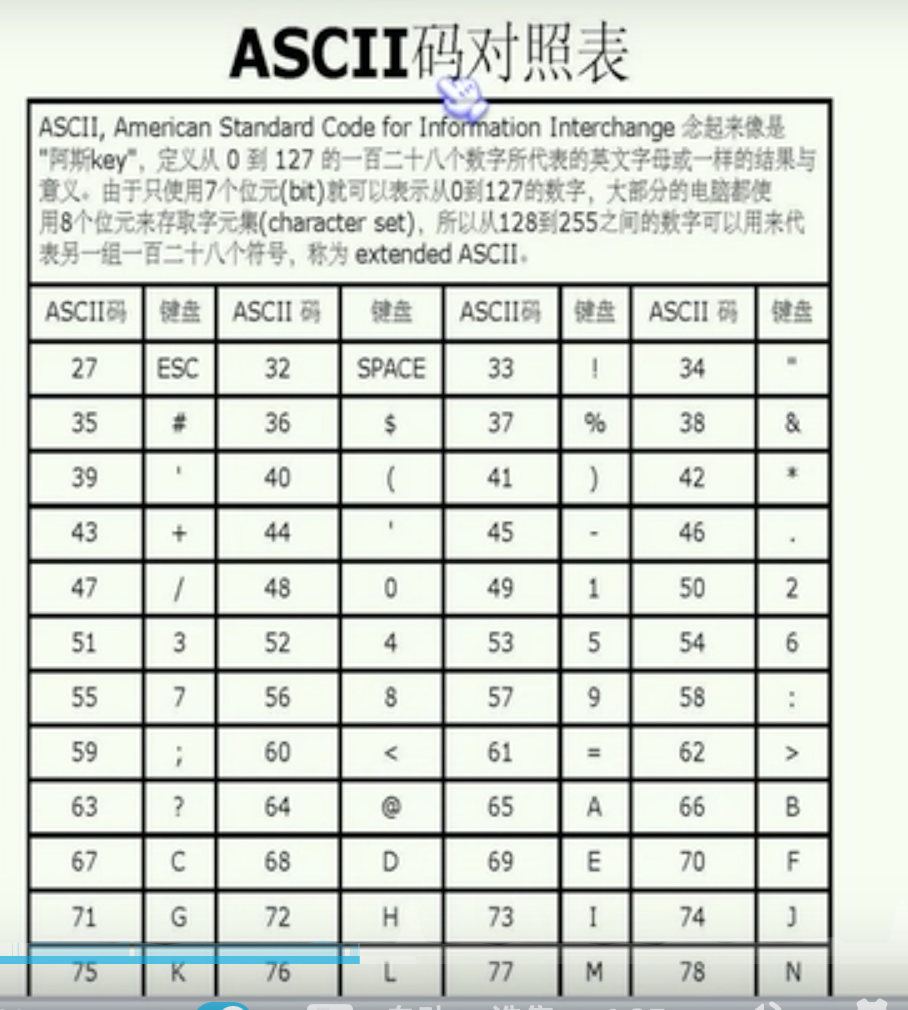 ASCII码对照表
ASCII, American Standard Code for Information Interchange 念起来像是
"阿斯key"，定义从 0 到 127 的一百二十八个数字所代表的英文字母或一样的结果与
意义。由于只使用7个位元(bit)就可以表示从0到127的数字，大部分的电脑都使
用8个位元来存取字元集(character set)，所以从128到255之间的数字可以用来代
表另一组一百二十八个符号，称为 extended ASCII。
ASCII码 键盘 ASCII 码 键盘 ASCII码 键盘 ASCII 码 键盘
27 ESC 32 SPACE 33 ! 34 "
35 # 36 $ 37 % 38 &
39 ' 40 ( 41 ) 42 *
43 + 44 ' 45 - 46 .
47 / 48 0 49 1 50 2
51 3 52 4 53 5 54 6
55 7 56 8 57 9 58 :
59 ; 60 < 61 = 62 >
63 ? 64 @ 65 A 66 B
67 C 68 D 69 E 70 F
71 G 72 H 73 I 74 J
75 K 76 L 77 M 78 N